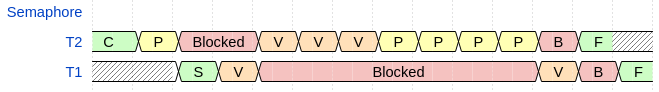 Semaphore
T2 C P Blocked V V V P P P P B F
T1 S V Blocked V B F